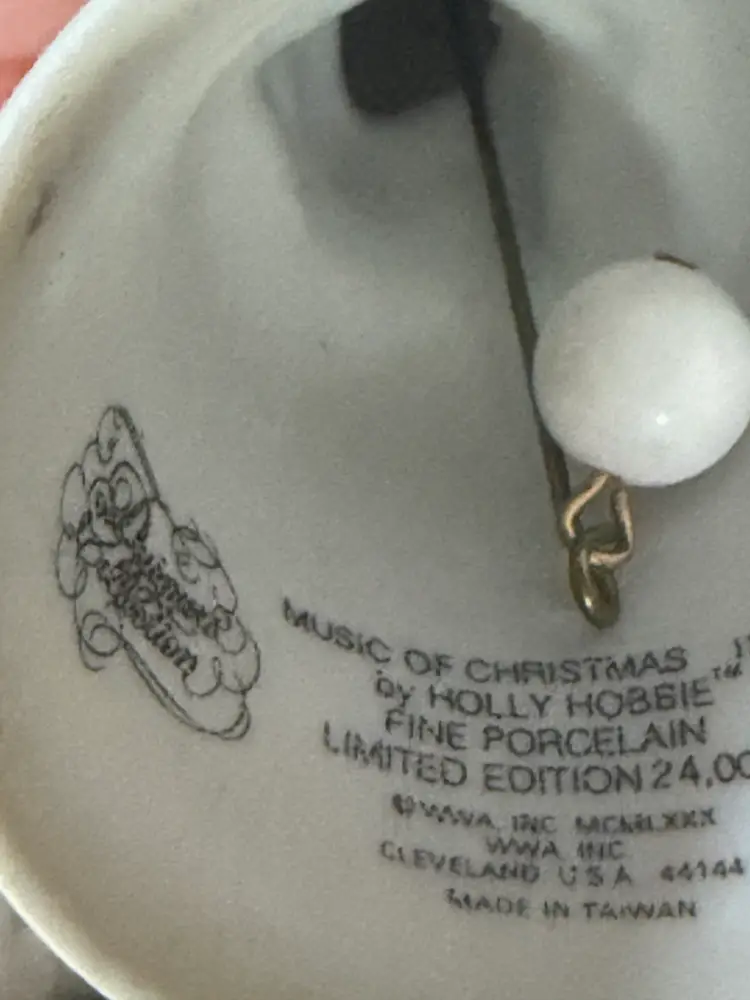 MUSIC OF CHRISTMAS
by HOLLY HOBBIE™
FINE PORCELAIN
LIMITED EDITION 24,00
© WWA, INC MCMLXXX
WWA INC
CLEVELAND U S A 44144
MADE IN TAIWAN